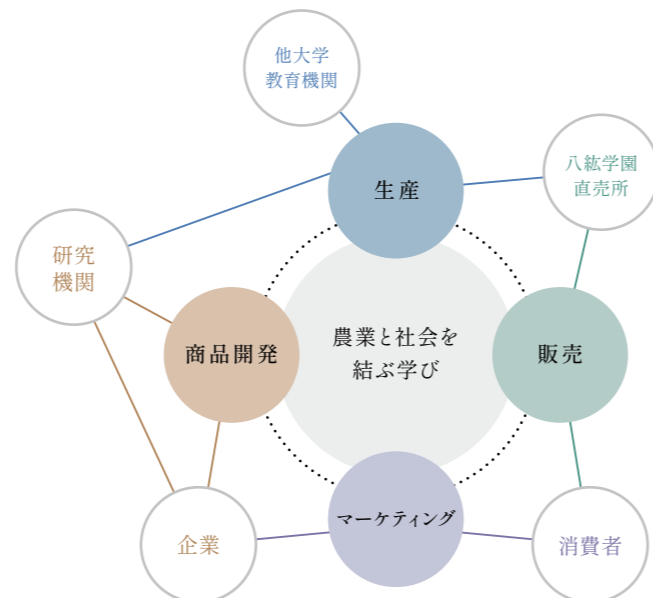 他大学
教育機関
八紘学園
直売所
生産
研究
機関
商品開発
農業と社会を
結ぶ学び
販売
マーケティング
企業
消費者